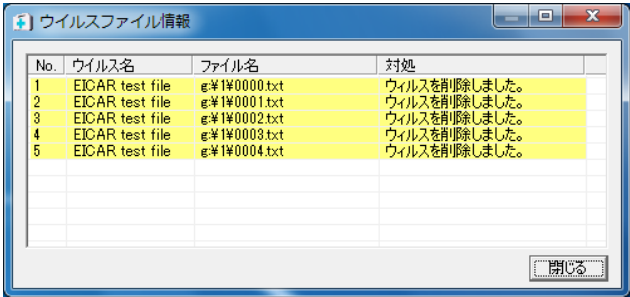 ウイルスファイル情報
No. ウイルス名 ファイル名 対処
1 EICAR test file g:¥1¥0000.txt ウィルスを削除しました。
2 EICAR test file g:¥1¥0001.txt ウィルスを削除しました。
3 EICAR test file g:¥1¥0002.txt ウィルスを削除しました。
4 EICAR test file g:¥1¥0003.txt ウィルスを削除しました。
5 EICAR test file g:¥1¥0004.txt ウィルスを削除しました。
閉じる